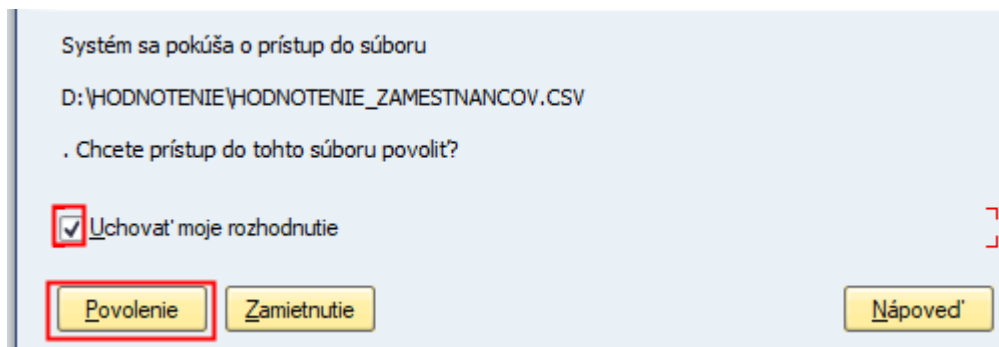 Systém sa pokúša o prístup do súboru
D:\HODNOTENIE\HODNOTENIE_ZAMESTNANCOV.CSV
. Chcete prístup do tohto súboru povoliť?
Uchovať moje rozhodnutie
Povolenie Zamietnutie Nápoveď